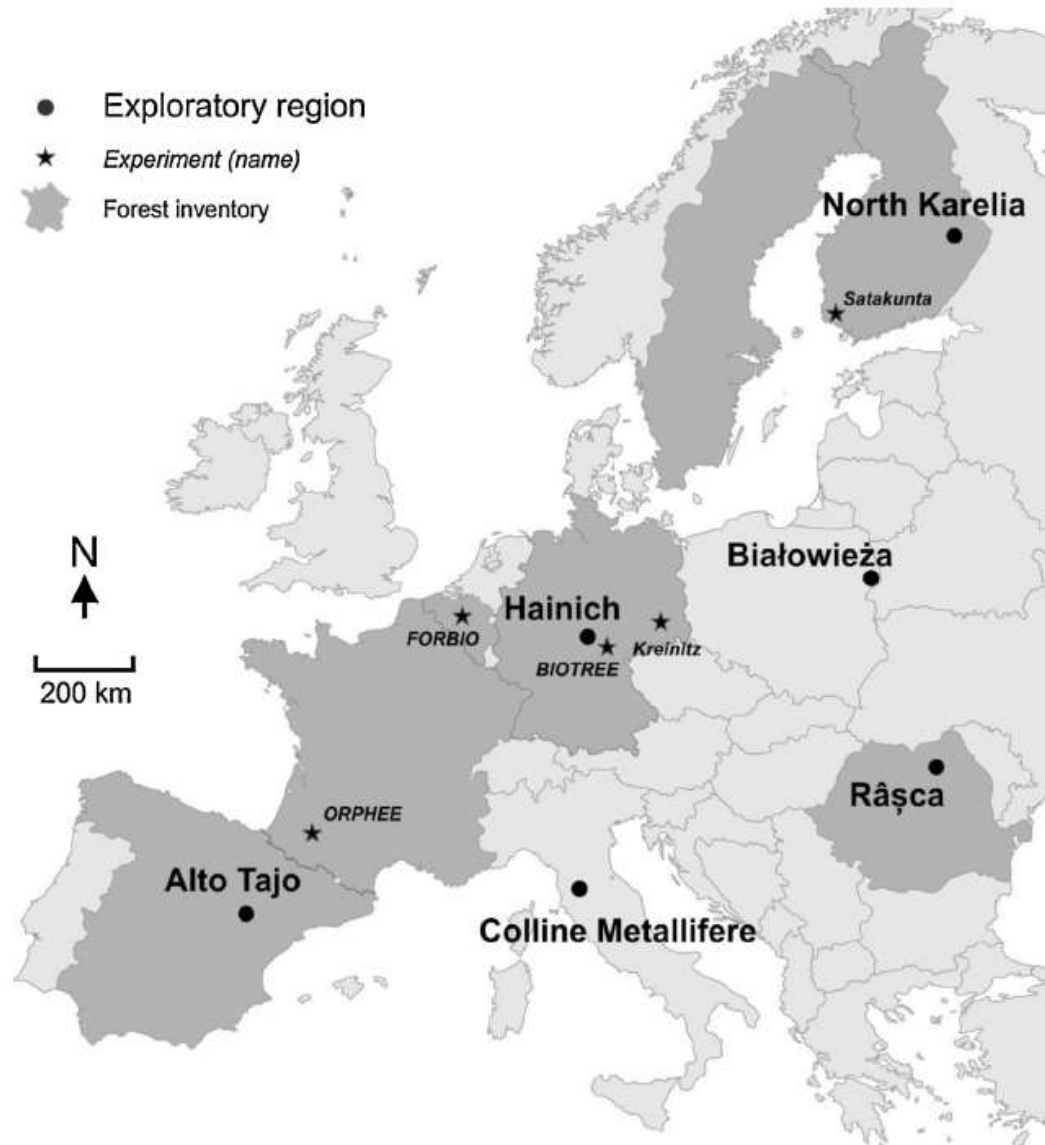 Exploratory region
Experiment (name)
Forest inventory
North Karelia
Satakunta
Białowieża
N
Hainich
FORBIO
Kreinitz
BIOTREE
200 km
Râșca
ORPHEE
Alto Tajo
Colline Metallifere